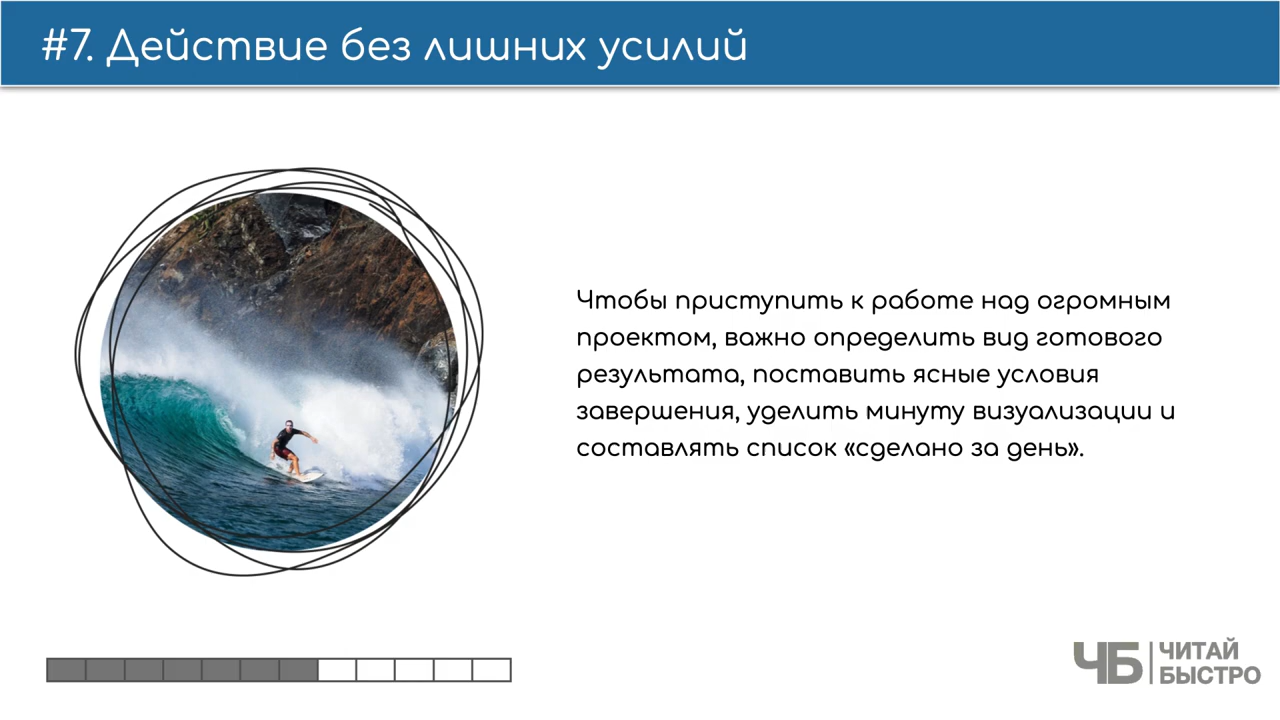 #7. Действие без лишних усилий
Чтобы приступить к работе над огромным
проектом, важно определить вид готового
результата, поставить ясные условия
завершения, уделить минуту визуализации и
составлять список «сделано за день».
ЧБ
ЧИТАЙ
БЫСТРО